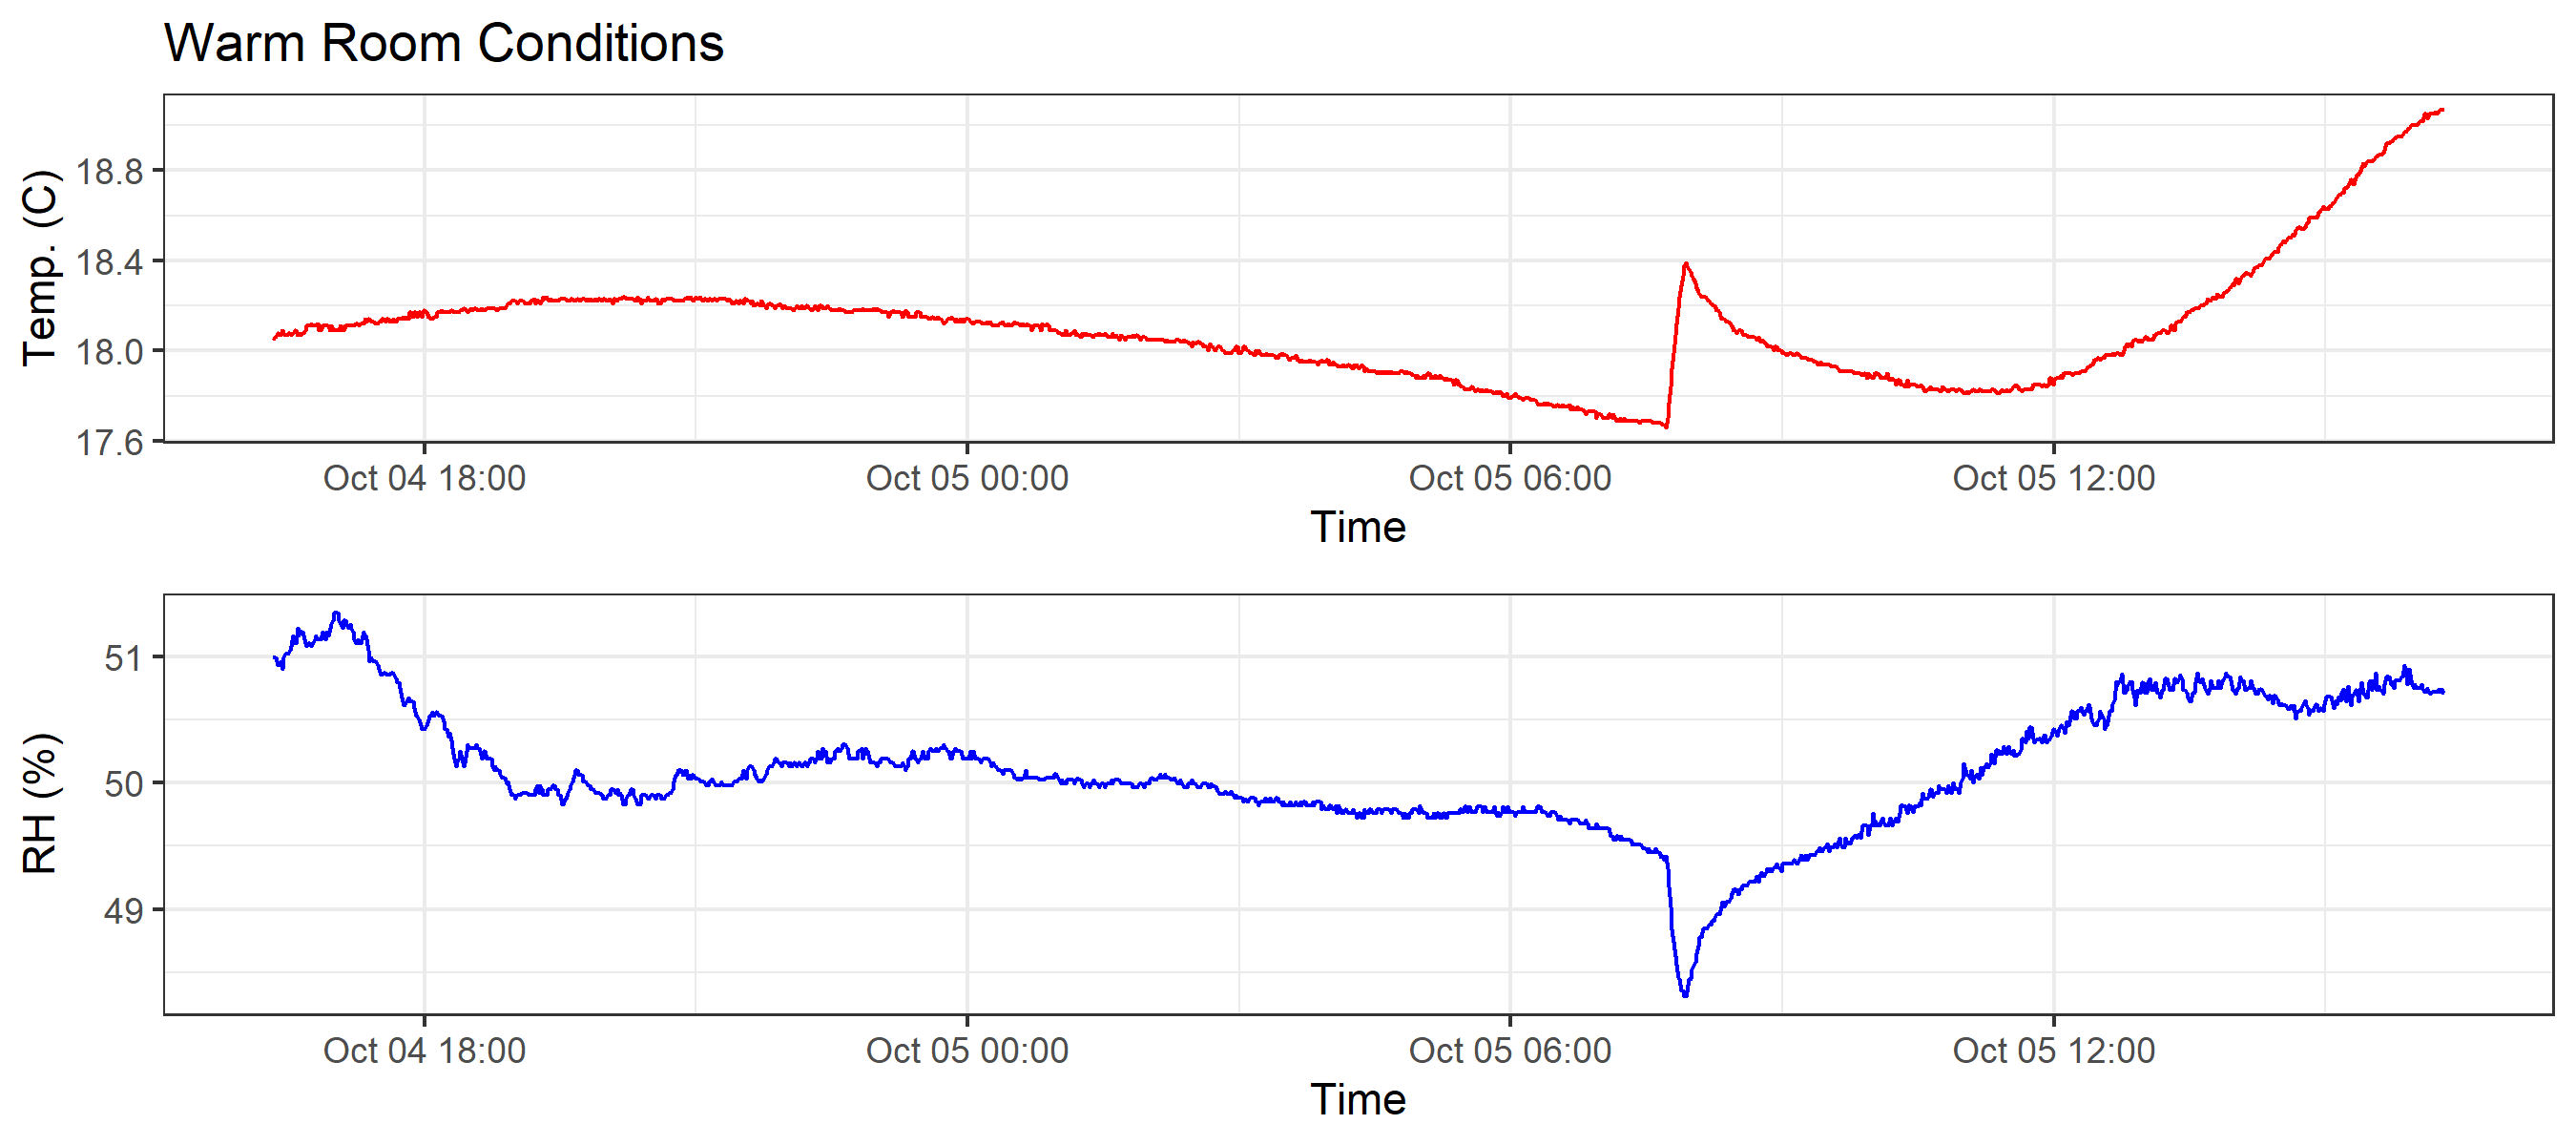 Warm Room Conditions
Temp. (C)
18.8
18.4
18.0
17.6
Oct 04 18:00 Oct 05 00:00 Oct 05 06:00 Oct 05 12:00
Time
RH (%)
51
50
49
Oct 04 18:00 Oct 05 00:00 Oct 05 06:00 Oct 05 12:00
Time